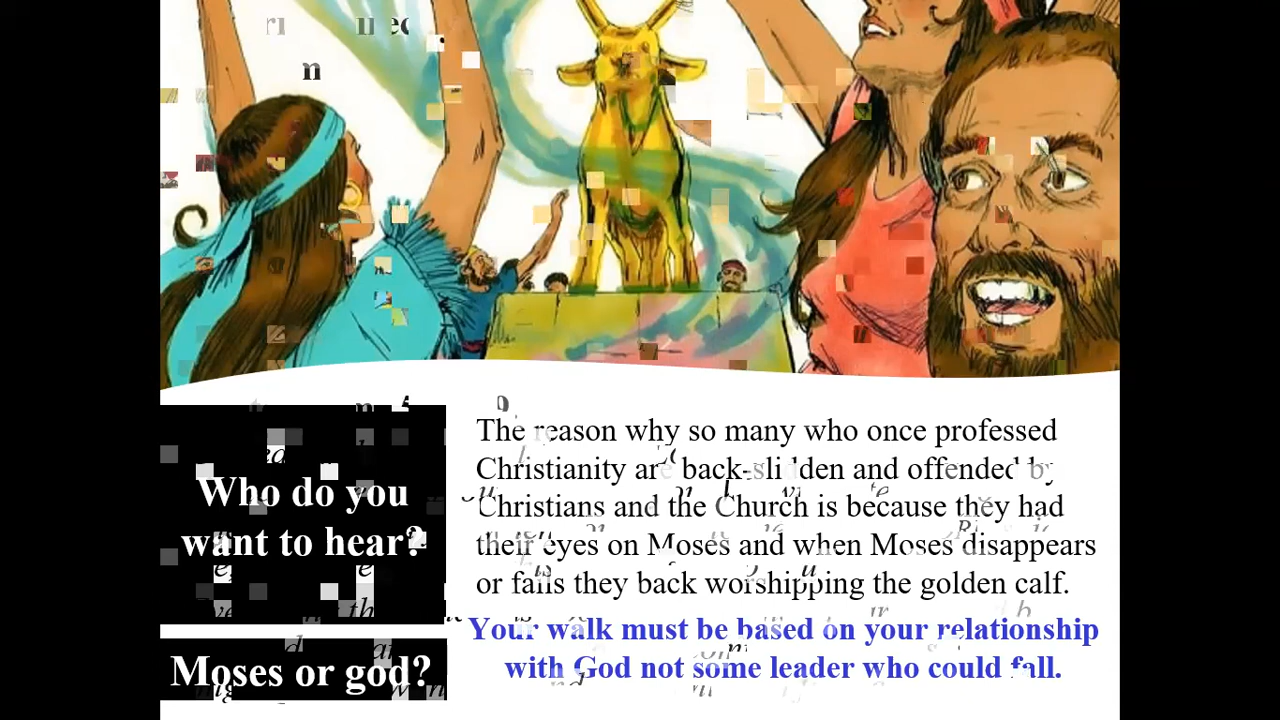 Who do you
want to hear?
Moses or god?
The reason why so many who once professed
Christianity are back-slidden and offended by
Christians and the Church is because they had
their eyes on Moses and when Moses disappears
or falls they back worshipping the golden calf.
Your walk must be based on your relationship
with God not some leader who could fall.